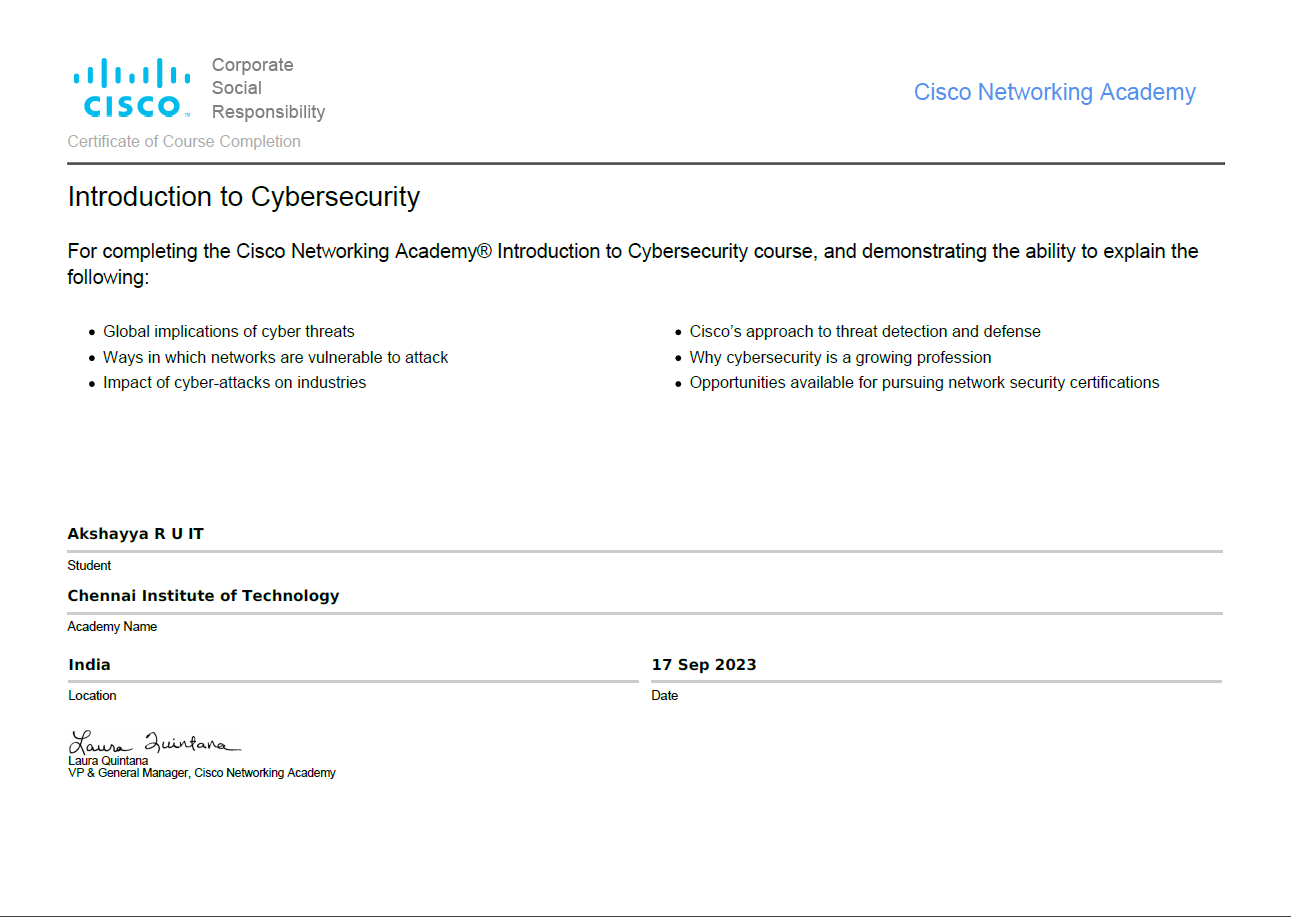 Corporate
Social
Responsibility
CISCO™
Cisco Networking Academy
Certificate of Course Completion
Introduction to Cybersecurity
For completing the Cisco Networking Academy® Introduction to Cybersecurity course, and demonstrating the ability to explain the
following:
• Global implications of cyber threats
• Ways in which networks are vulnerable to attack
• Impact of cyber-attacks on industries
• Cisco’s approach to threat detection and defense
• Why cybersecurity is a growing profession
• Opportunities available for pursuing network security certifications
Akshayya R U IT
Student
Chennai Institute of Technology
Academy Name
India
Location
17 Sep 2023
Date
Laura Quintana
Laura Quintana
VP & General Manager, Cisco Networking Academy